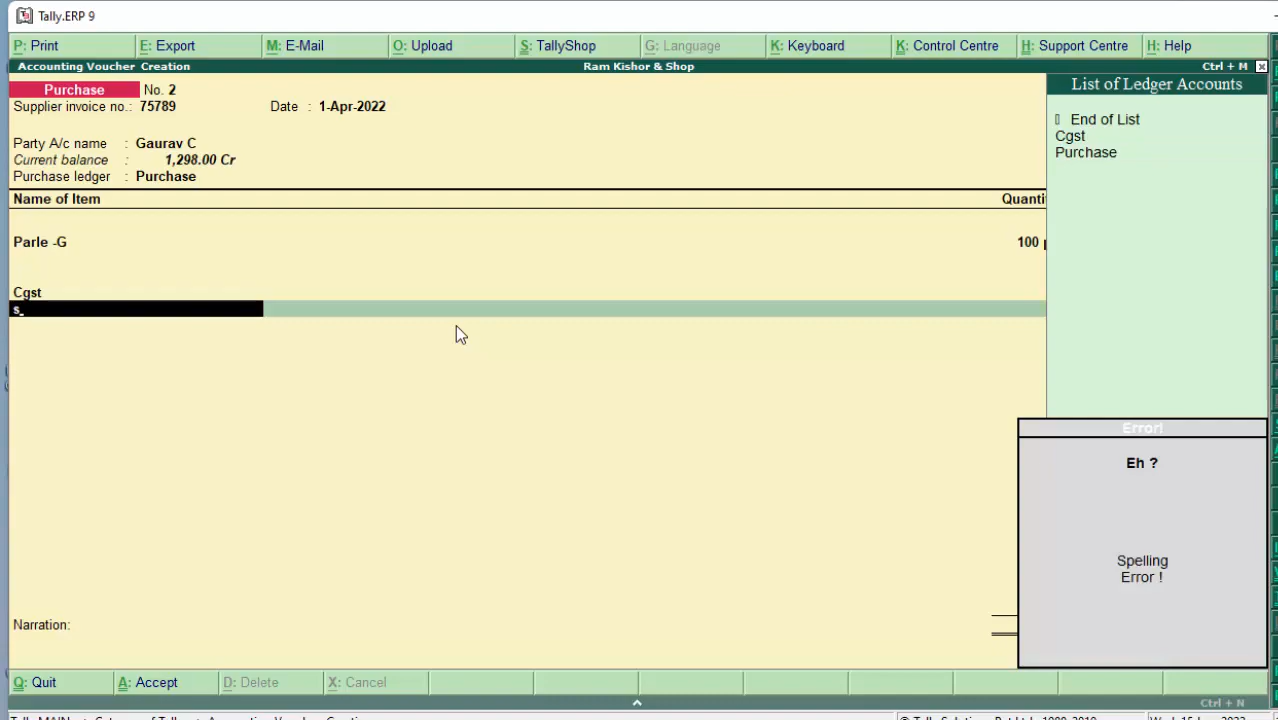 Tally.ERP 9
P: Print E: Export M: E-Mail O: Upload S: TallyShop G: Language K: Keyboard K: Control Centre H: Support Centre H: Help
Accounting Voucher Creation Ram Kishor & Shop Ctrl + M
Purchase No. 2
Supplier invoice no.: 75789 Date : 1-Apr-2022
Party A/c name : Gaurav C
Current balance : 1,298.00 Cr
Purchase ledger : Purchase
Name of Item Quanti
Parle -G 100
Cgst
s
List of Ledger Accounts
End of List
Cgst
Purchase
Error!
Eh ?
Spelling
Error !
Narration:
Q: Quit A: Accept D: Delete X: Cancel
Ctrl + N